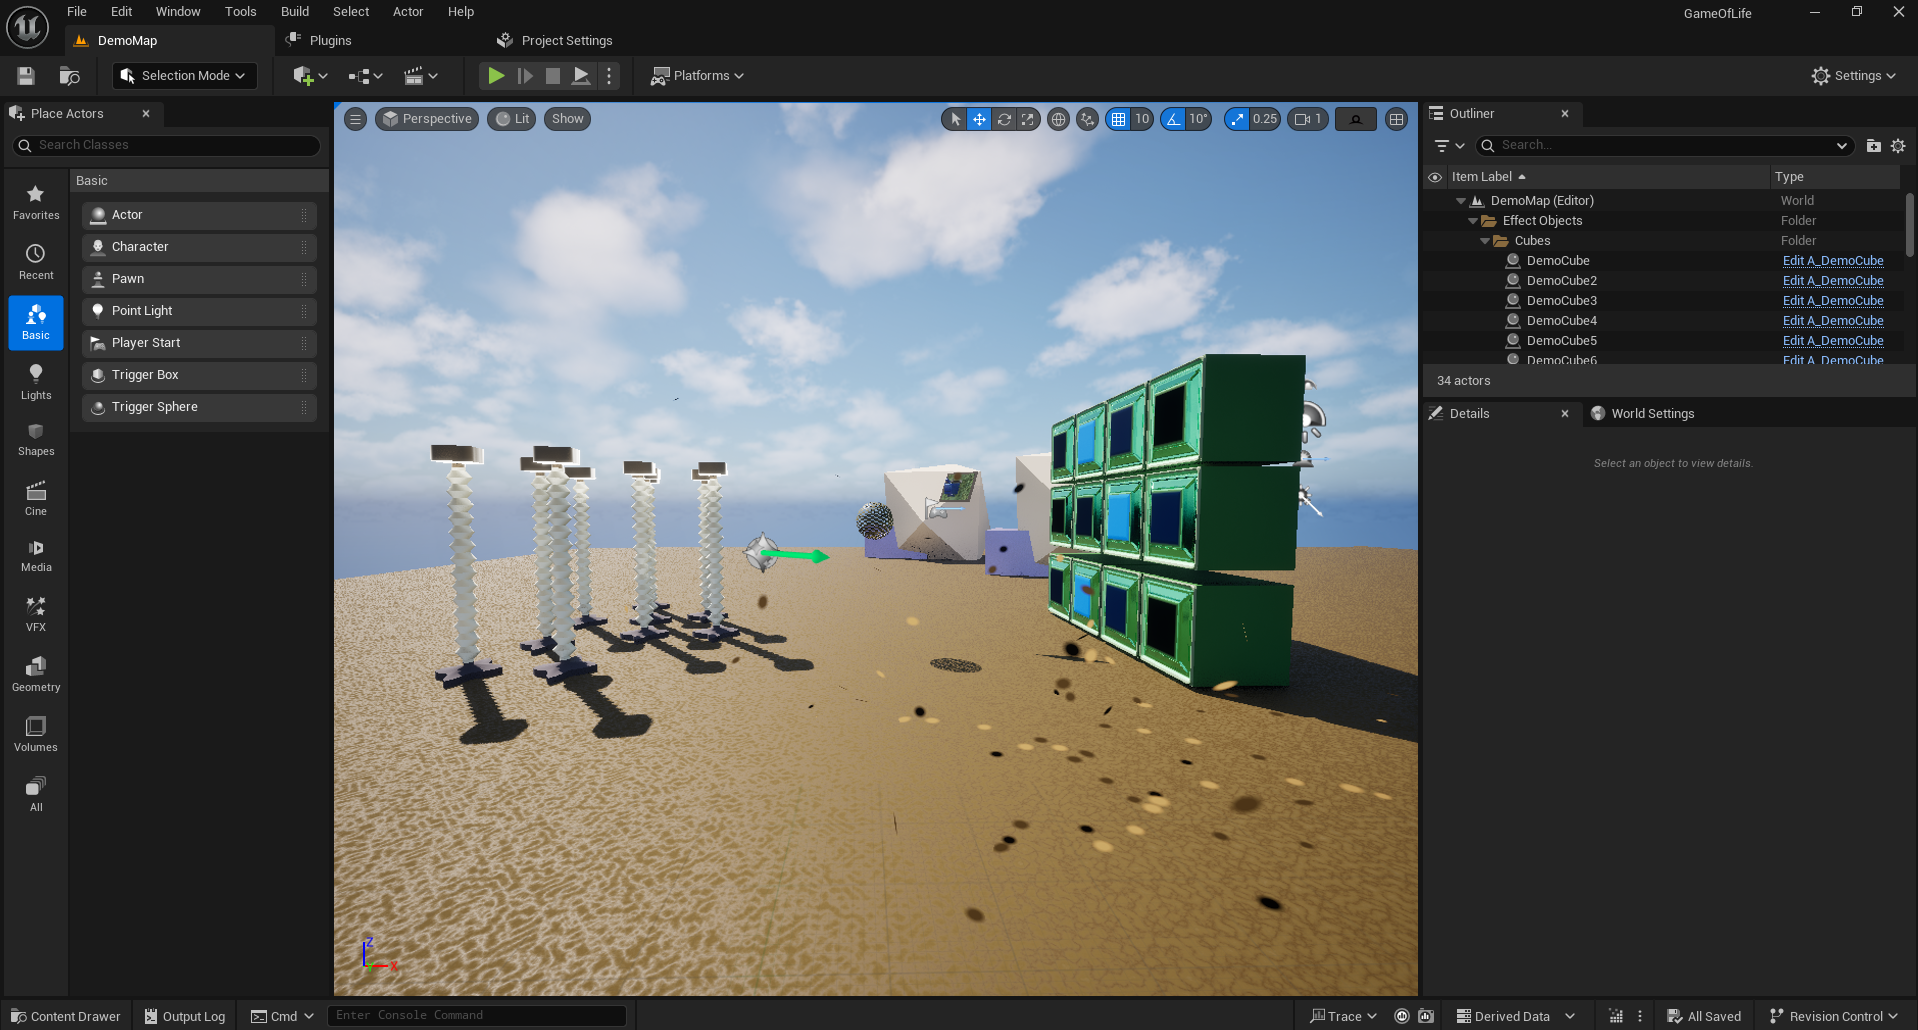 File Edit Window Tools Build Select Actor Help
GameOfLife
DemoMap
Plugins
Project Settings
Selection Mode
Platforms
Settings
Place Actors
Search Classes
Favorites
Recent
Basic
Lights
Shapes
Cine
Media
VFX
Geometry
Volumes
All
Basic
Actor
Character
Pawn
Point Light
Player Start
Trigger Box
Trigger Sphere
Perspective Lit Show
10 10° 0.25 1
Z
Y
X
Outliner
Search...
Item Label Type
DemoMap (Editor) World
Effect Objects Folder
Cubes Folder
DemoCube Edit A_DemoCube
DemoCube2 Edit A_DemoCube
DemoCube3 Edit A_DemoCube
DemoCube4 Edit A_DemoCube
DemoCube5 Edit A_DemoCube
DemoCube6 Edit A_DemoCube
34 actors
Details
World Settings
Select an object to view details.
Content Drawer Output Log Cmd Enter Console Command Trace Derived Data All Saved Revision Control